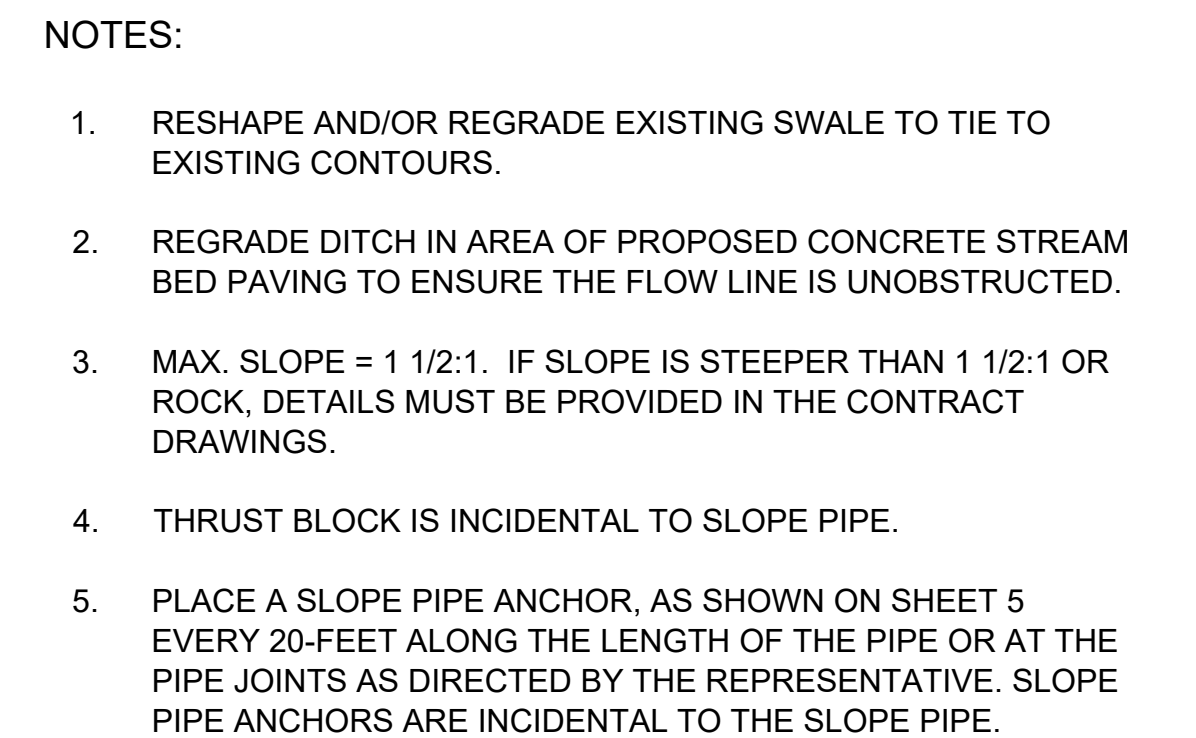 NOTES:
1. RESHAPE AND/OR REGRADE EXISTING SWALE TO TIE TO
EXISTING CONTOURS.
2. REGRADE DITCH IN AREA OF PROPOSED CONCRETE STREAM
BED PAVING TO ENSURE THE FLOW LINE IS UNOBSTRUCTED.
3. MAX. SLOPE = 1 1/2:1. IF SLOPE IS STEEPER THAN 1 1/2:1 OR
ROCK, DETAILS MUST BE PROVIDED IN THE CONTRACT
DRAWINGS.
4. THRUST BLOCK IS INCIDENTAL TO SLOPE PIPE.
5. PLACE A SLOPE PIPE ANCHOR, AS SHOWN ON SHEET 5
EVERY 20-FEET ALONG THE LENGTH OF THE PIPE OR AT THE
PIPE JOINTS AS DIRECTED BY THE REPRESENTATIVE. SLOPE
PIPE ANCHORS ARE INCIDENTAL TO THE SLOPE PIPE.